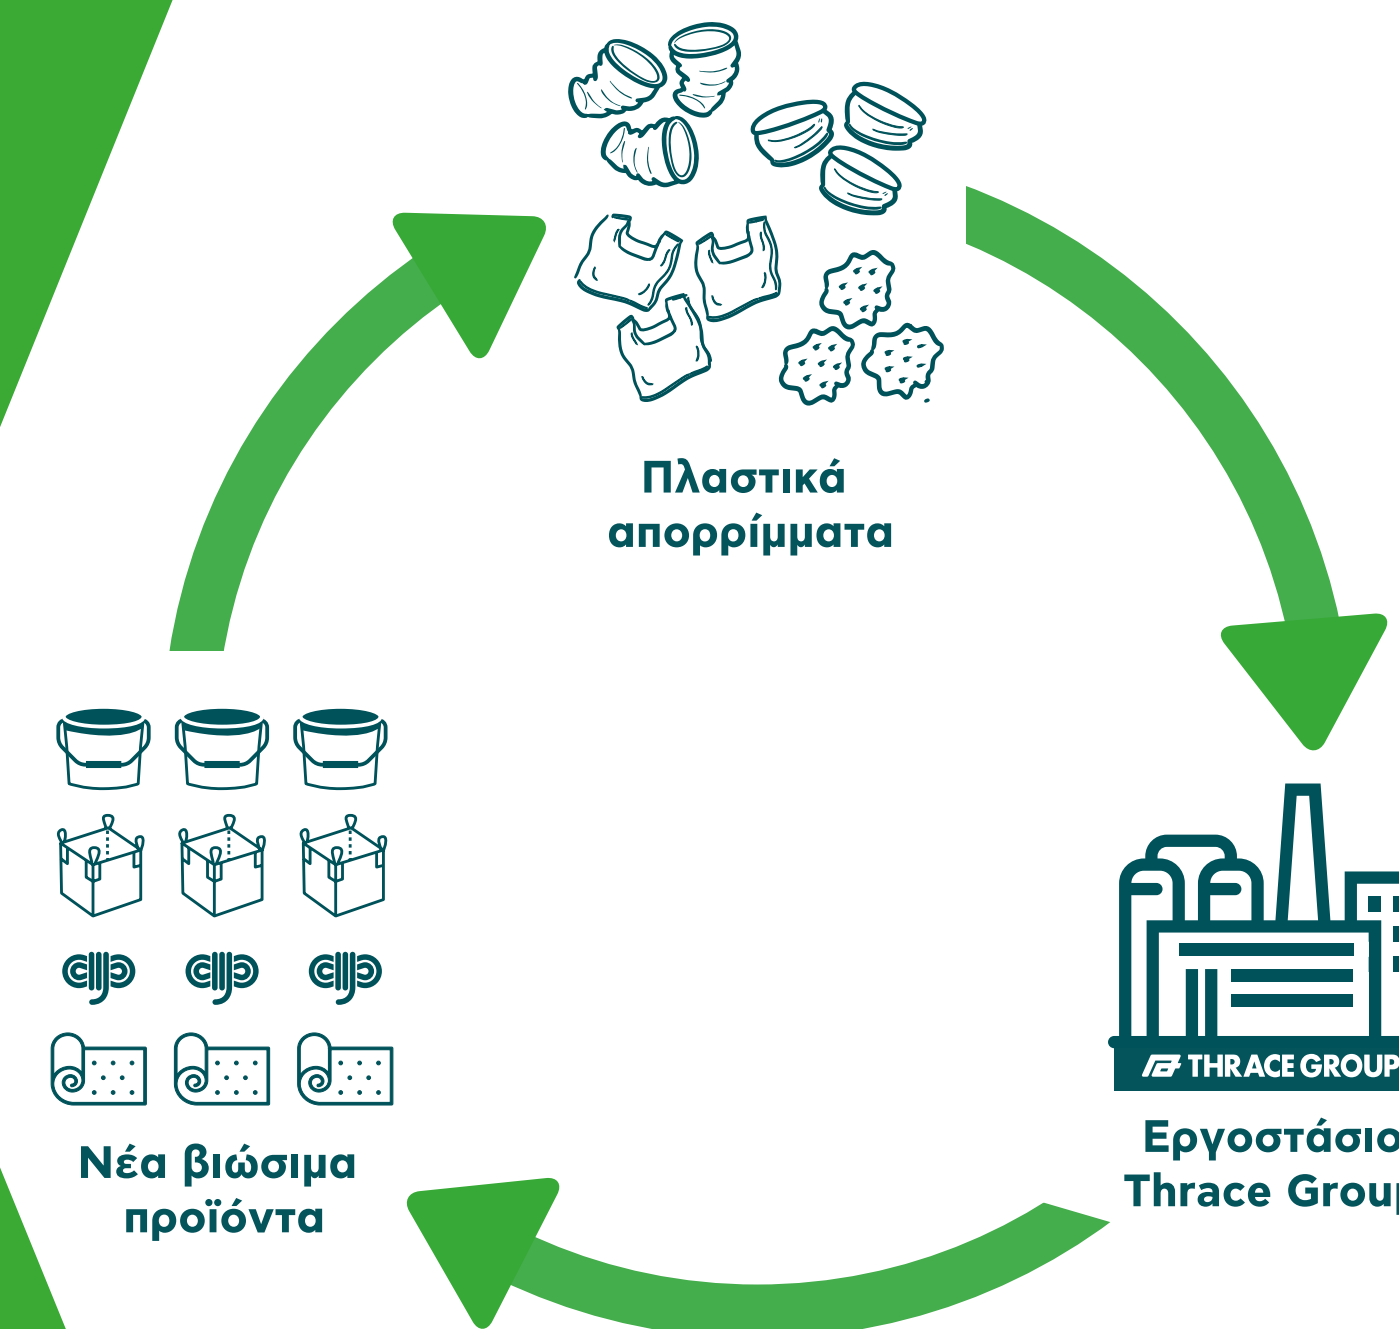 Πλαστικά
απορρίμματα
THRACE GROUP
Εργοστάσιο
Thrace Group
Νέα βιώσιμα
προϊόντα